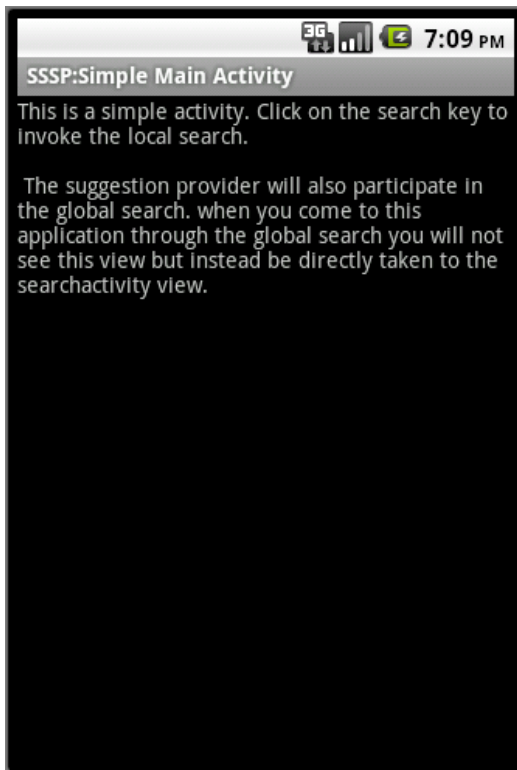 3G 7:09 PM
SSSP:Simple Main Activity
This is a simple activity. Click on the search key to
invoke the local search.
The suggestion provider will also participate in
the global search. when you come to this
application through the global search you will not
see this view but instead be directly taken to the
searchactivity view.